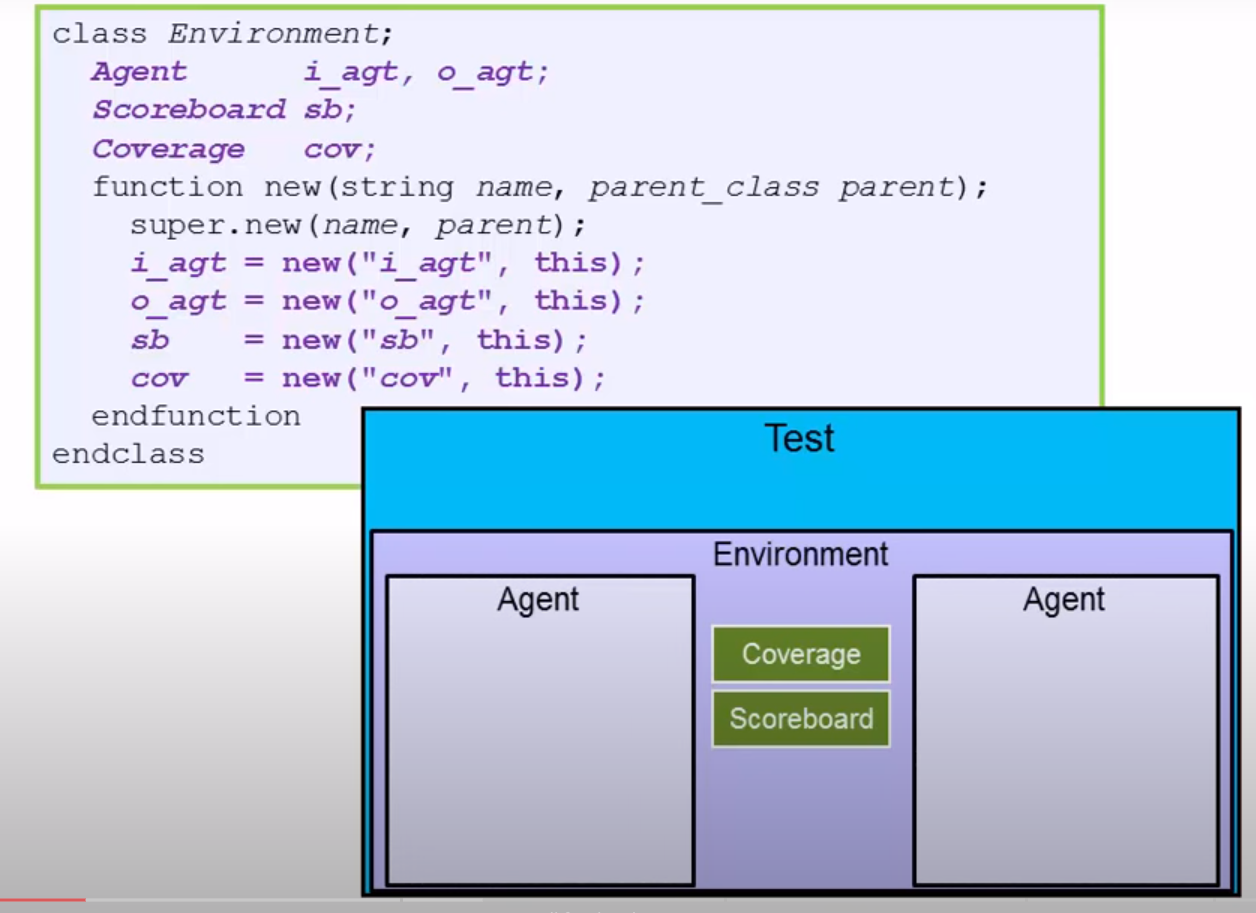 class Environment;
Agent i_agt, o_agt;
Scoreboard sb;
Coverage cov;
function new(string name, parent_class parent);
super.new(name, parent);
i_agt = new("i_agt", this);
o_agt = new("o_agt", this);
sb = new("sb", this);
cov = new("cov", this);
endfunction
endclass
Test
Environment
Agent
Coverage
Scoreboard
Agent